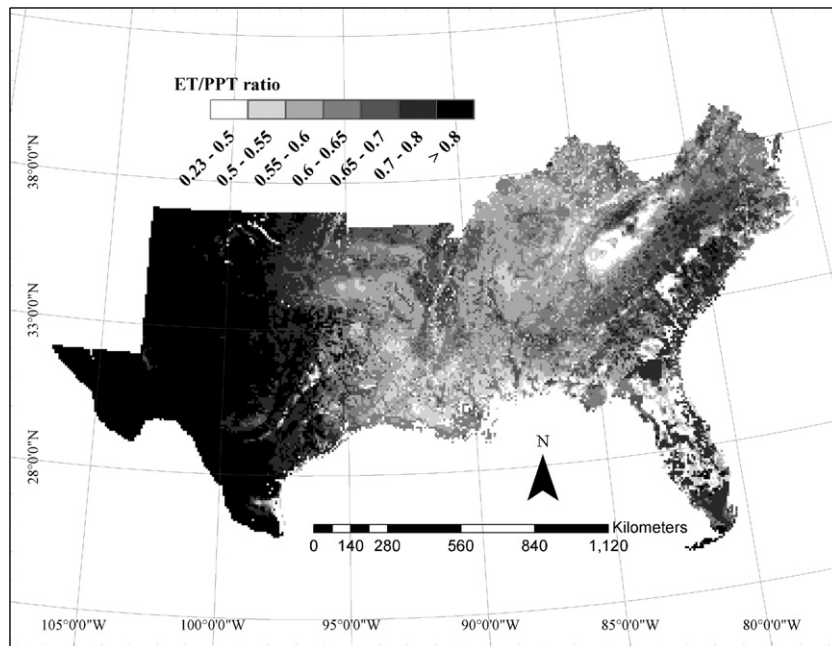 ET/PPT ratio
0.23 - 0.5
0.5 - 0.55
0.55 - 0.6
0.6 - 0.65
0.65 - 0.7
0.7 - 0.8
> 0.8
38°0'0"N
33°0'0"N
28°0'0"N
N
Kilometers
0 140 280 560 840 1,120
105°0'0"W 100°0'0"W 95°0'0"W 90°0'0"W 85°0'0"W 80°0'0"W